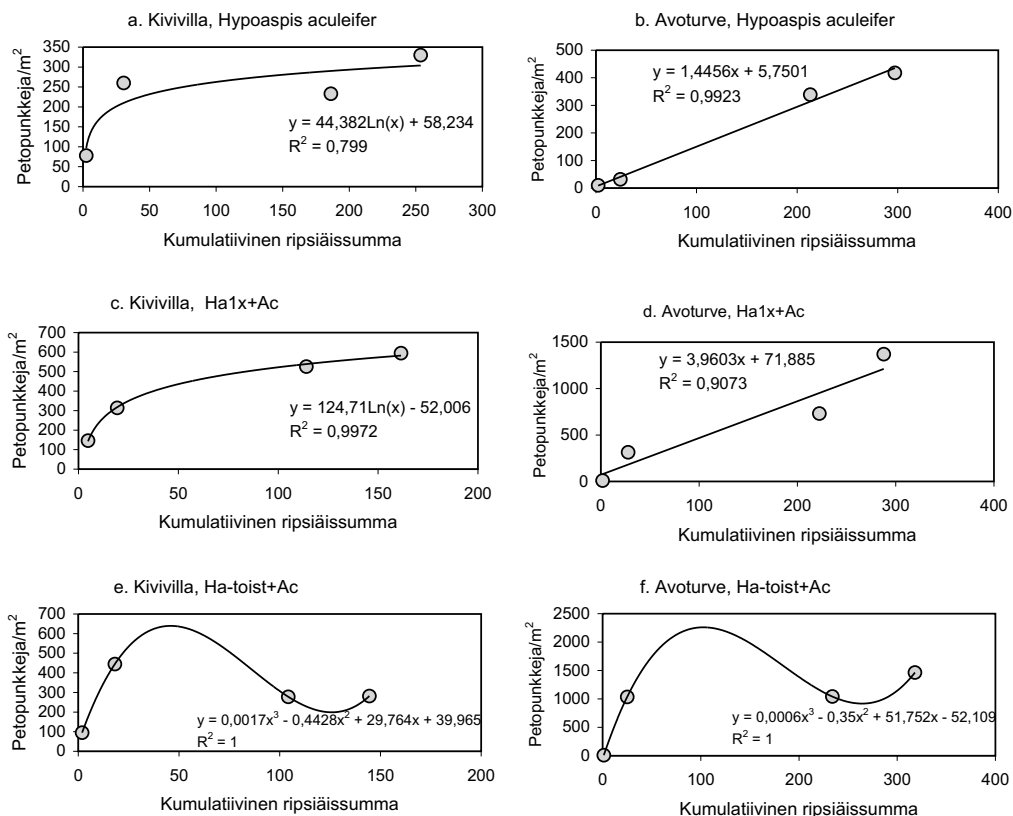 a. Kivivilla, Hypoaspis aculeifer
Petopunkkeja/m²
350
300
250
200
150
100
50
0
y = 44,382Ln(x) + 58,234
R² = 0,799
0 50 100 150 200 250 300
Kumulatiivinen ripsiäissumma
b. Avoturve, Hypoaspis aculeifer
Petopunkkeja/m²
500
400
300
200
100
0
y = 1,4456x + 5,7501
R² = 0,9923
0 100 200 300 400
Kumulatiivinen ripsiäissumma
c. Kivivilla, Ha1x+Ac
Petopunkkeja/m²
700
600
500
400
300
200
100
0
y = 124,71Ln(x) - 52,006
R² = 0,9972
0 50 100 150 200
Kumulatiivinen ripsiäissumma
d. Avoturve, Ha1x+Ac
Petopunkkeja/m²
1500
1000
500
0
y = 3,9603x + 71,885
R² = 0,9073
0 100 200 300 400
Kumulatiivinen ripsiäissumma
e. Kivivilla, Ha-toist+Ac
Petopunkkeja/m²
700
600
500
400
300
200
100
0
y = 0,0017x³ - 0,4428x² + 29,764x + 39,965
R² = 1
0 50 100 150 200
Kumulatiivinen ripsiäissumma
f. Avoturve, Ha-toist+Ac
Petopunkkeja/m²
2500
2000
1500
1000
500
0
y = 0,0006x³ - 0,35x² + 51,752x - 52,109
R² = 1
0 100 200 300 400
Kumulatiivinen ripsiäissumma